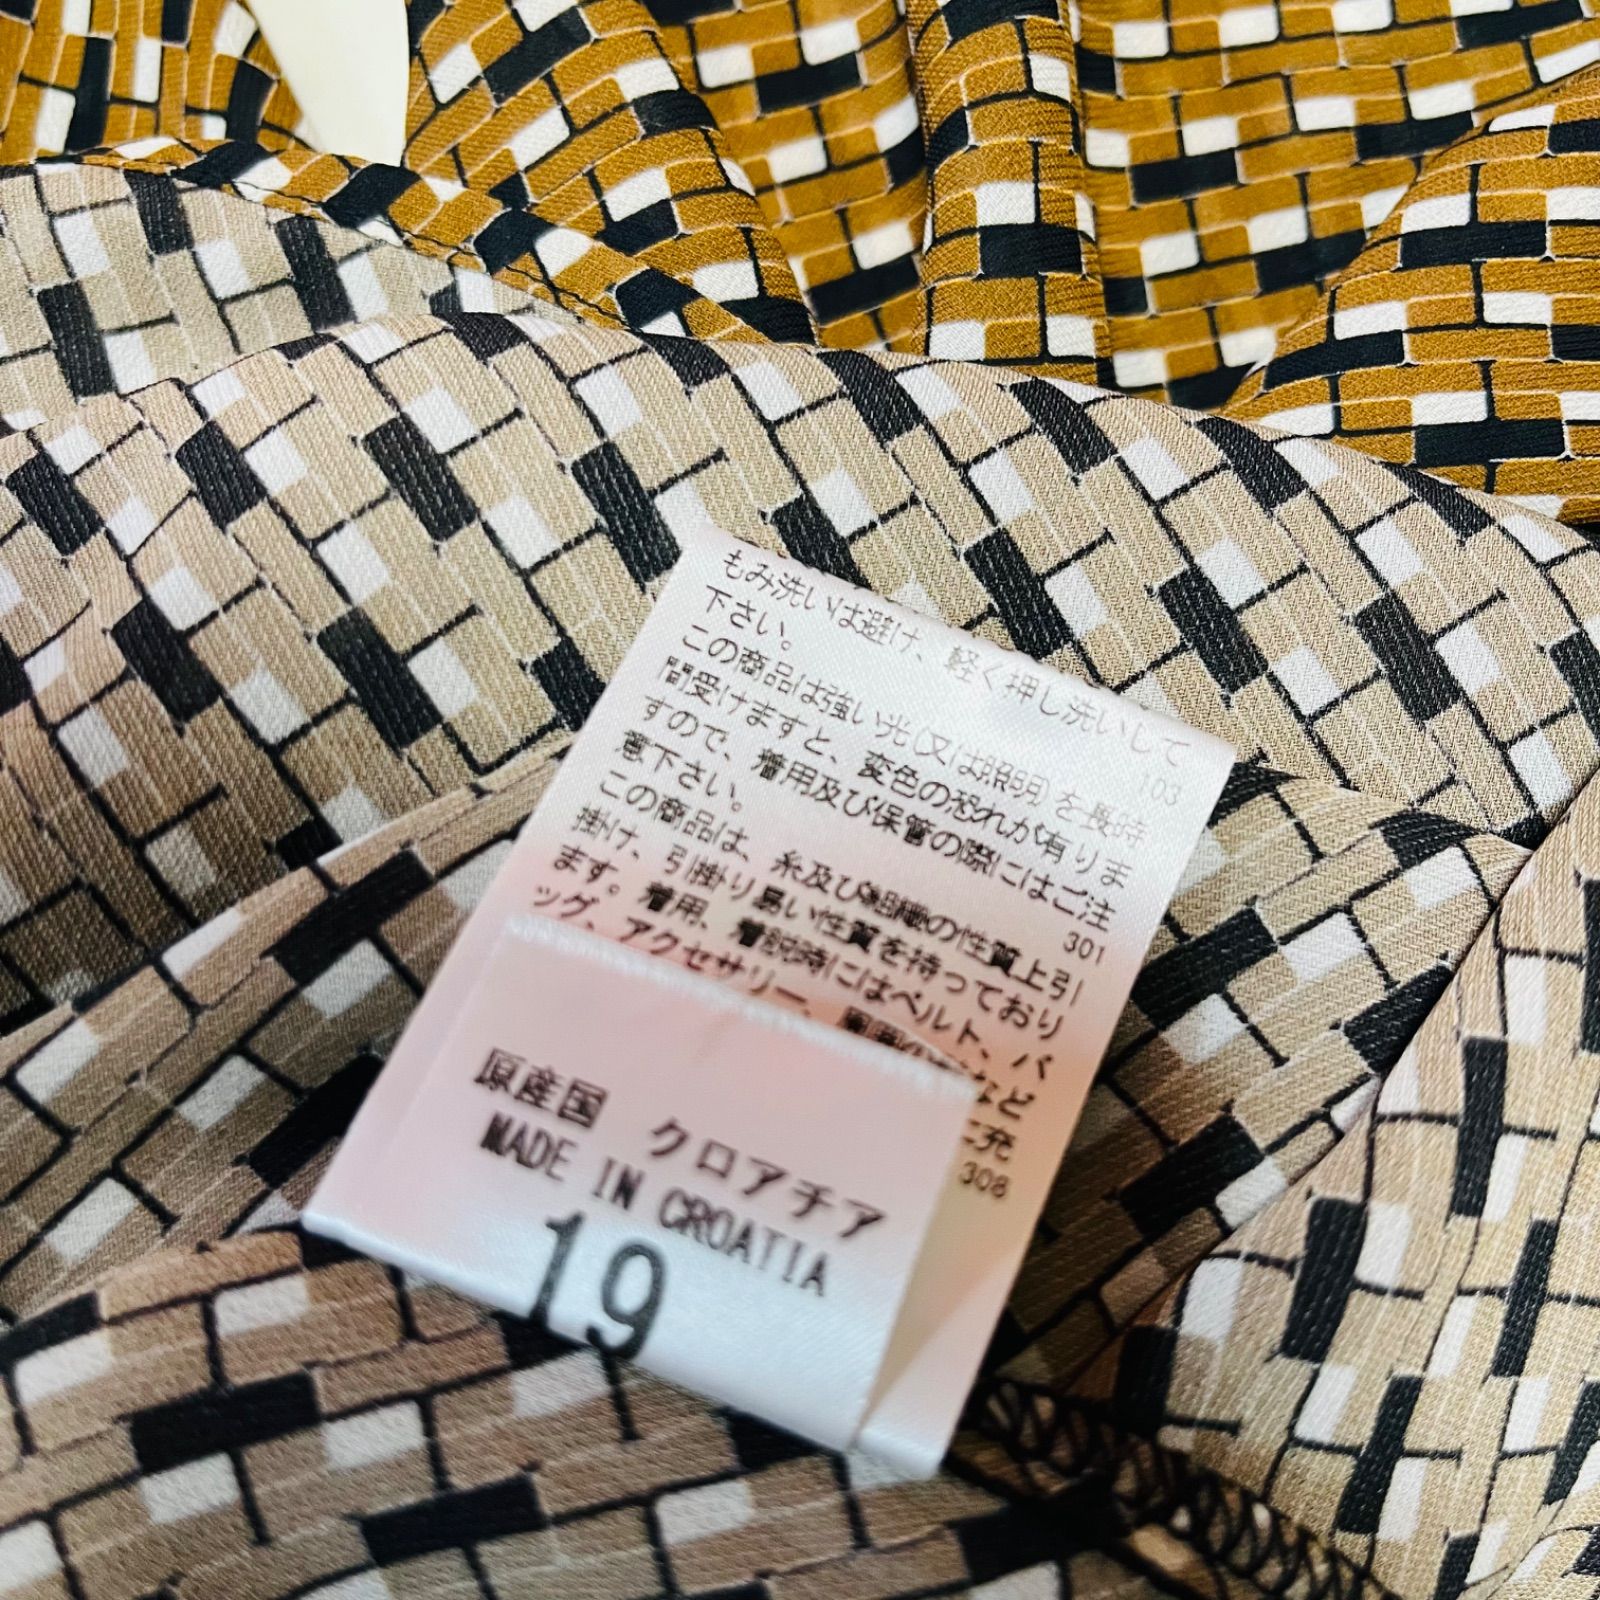 もみ洗いは避け、軽く押し洗いして
下さい。 103
この商品は強い光(又は照明)を長時
間受けますと、変色の恐れが有りま
すので、着用及び保管の際にはご注
意下さい。 301
この商品は、糸及び組織の性質上引
掛け、引掛り易い性質を持っており
ます。着用、着脱時にはベルト、バ
ッグ、アクセサリー、 など
に充
308
原産国 クロアチア
MADE IN CROATIA
19